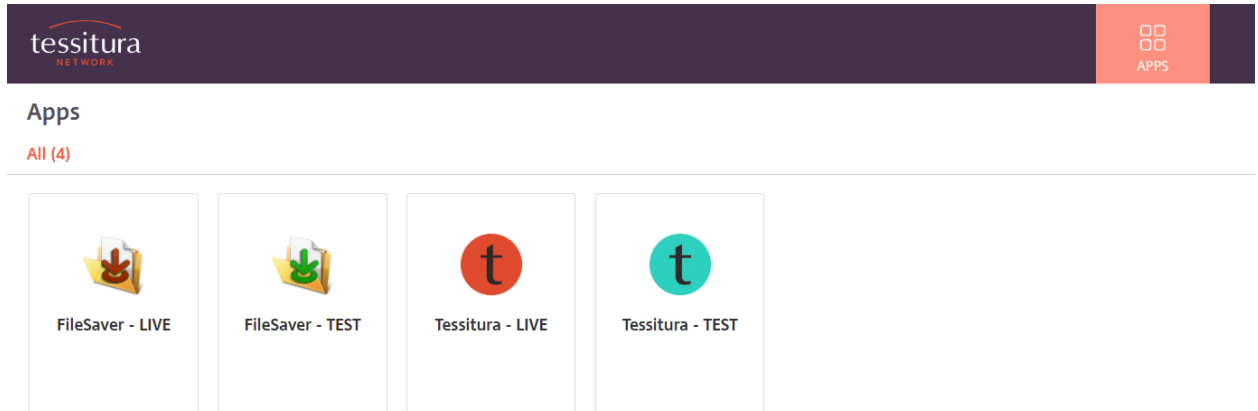 tessitura
NETWORK
APPS
Apps
All (4)
t
t
FileSaver - LIVE
FileSaver - TEST
Tessitura - LIVE
Tessitura - TEST